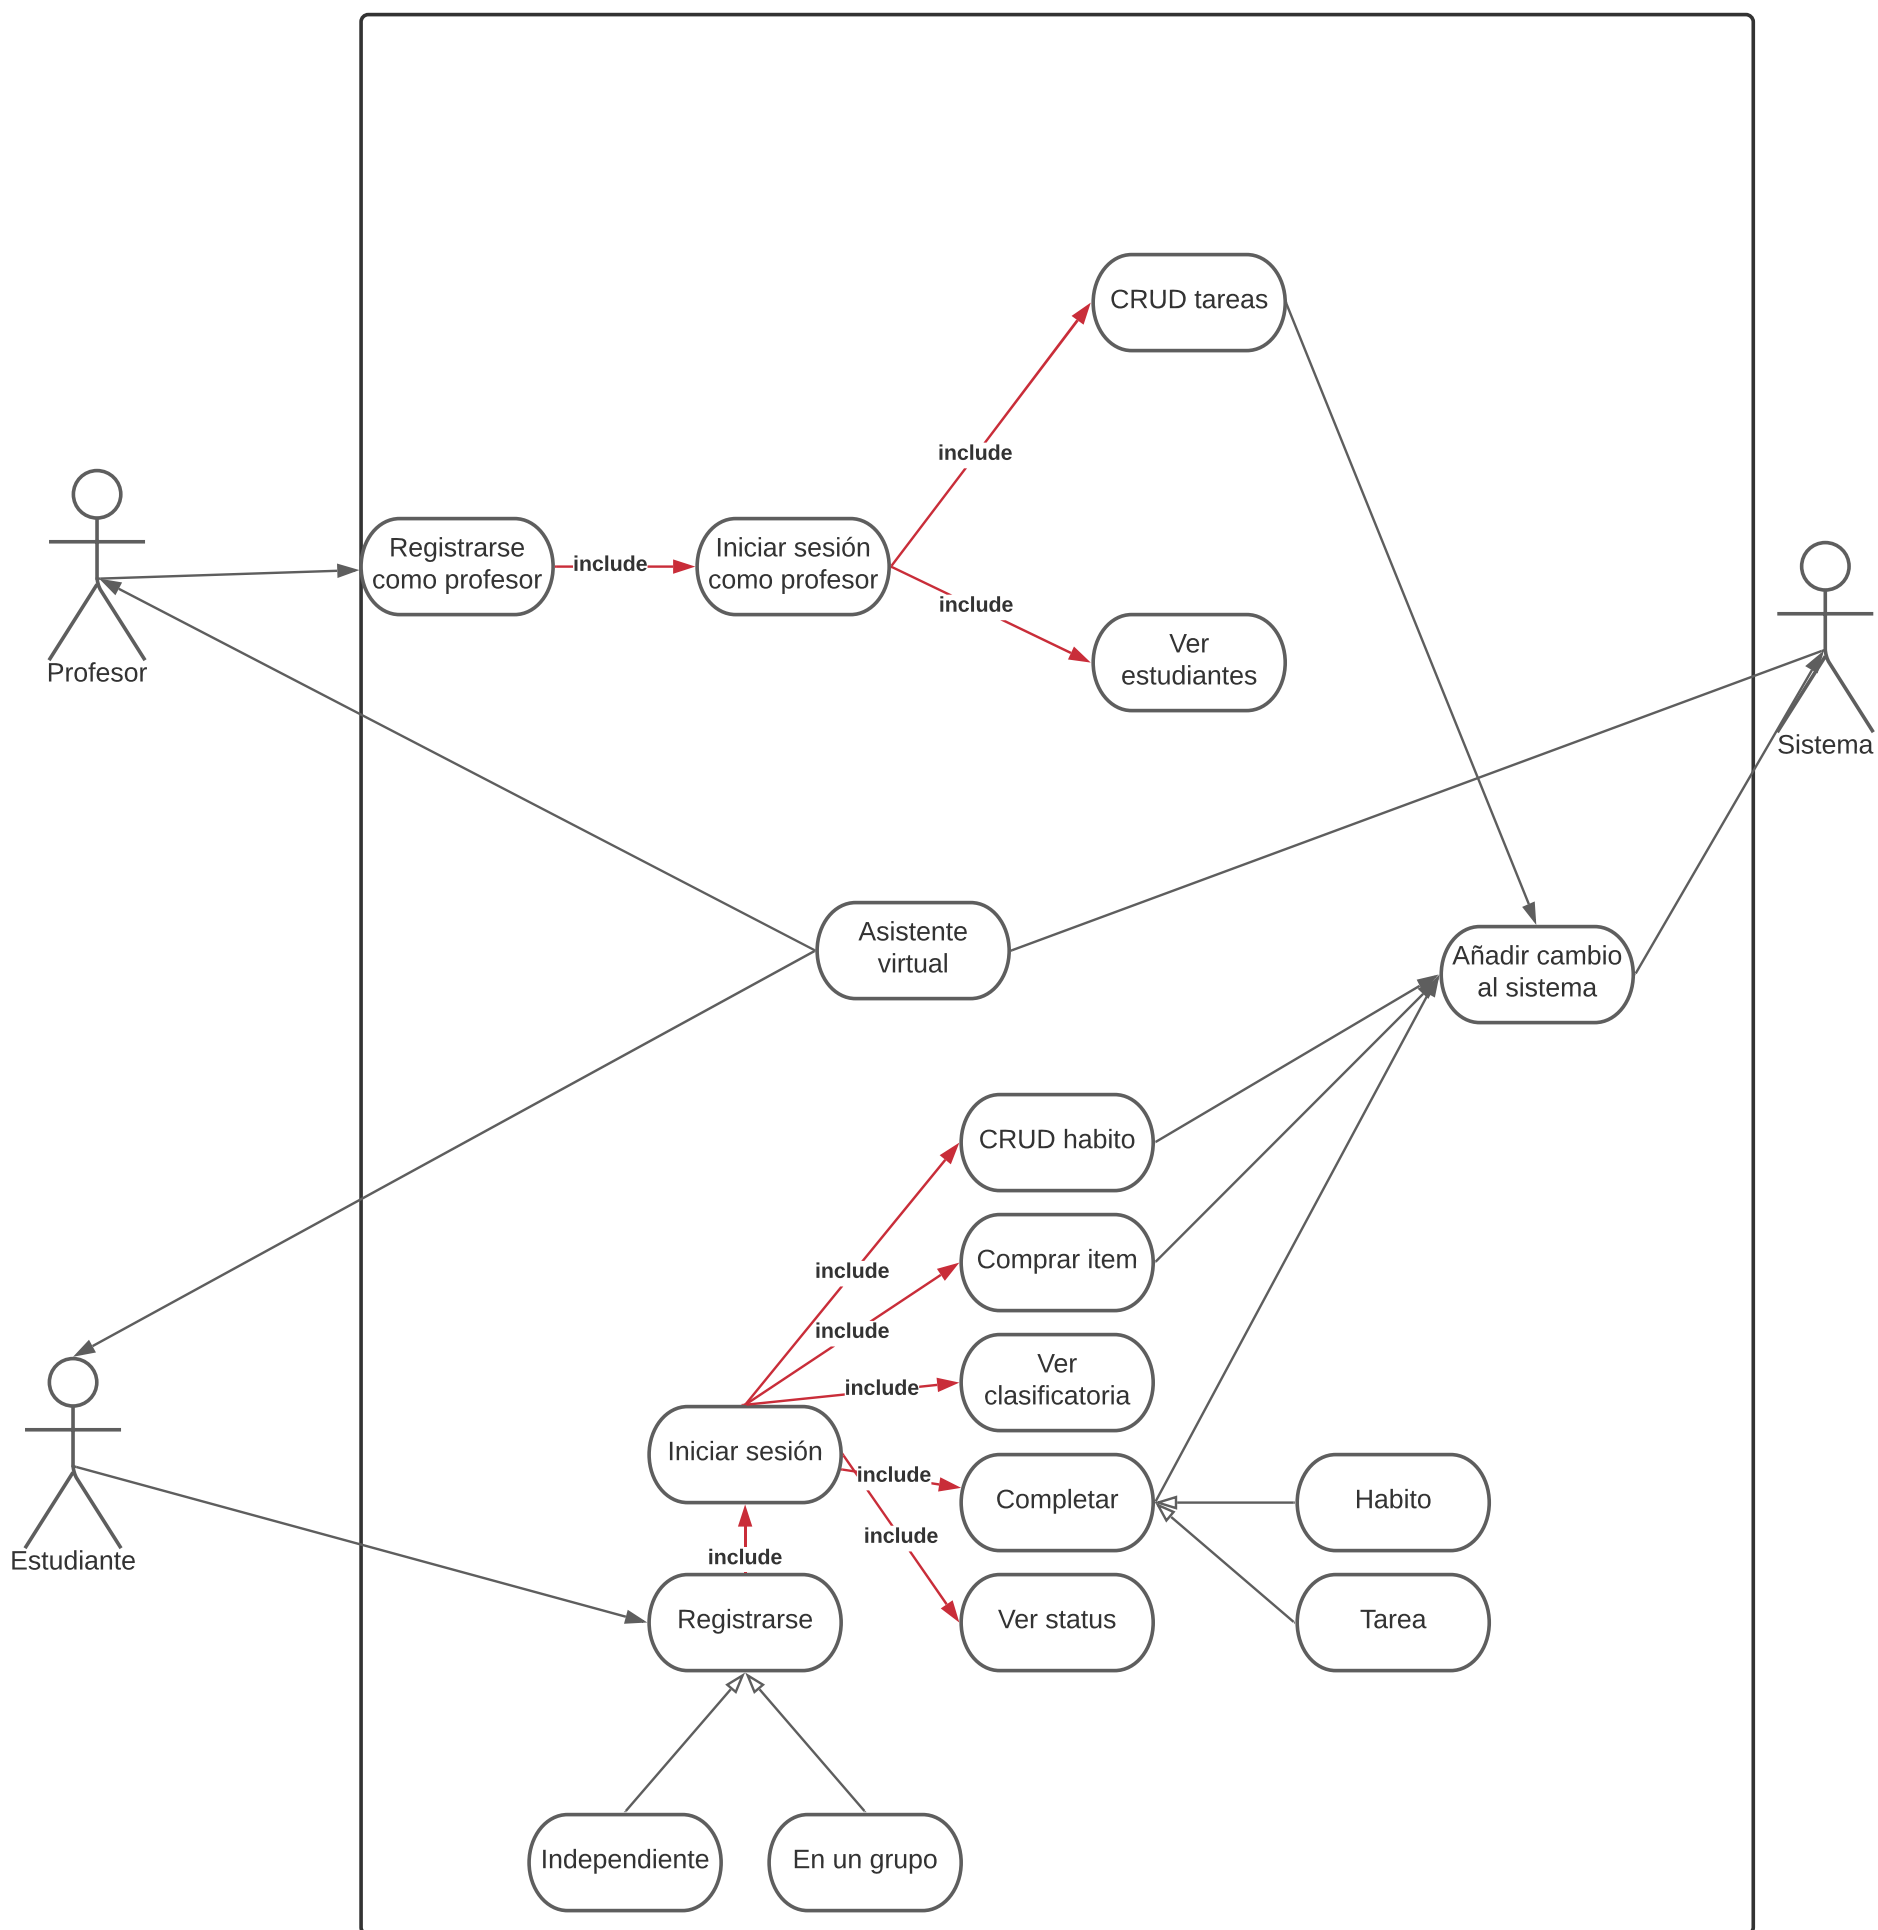 CRUD tareas
include
Registrarse
como profesor
include
Iniciar sesión
como profesor
include
Ver
estudiantes
Profesor
Sistema
Asistente
virtual
Añadir cambio
al sistema
CRUD habito
include
Comprar item
include
Ver
clasificatoria
include
Iniciar sesión
include
Completar
Habito
include
Estudiante
include
Registrarse
Ver status
Tarea
Independiente
En un grupo